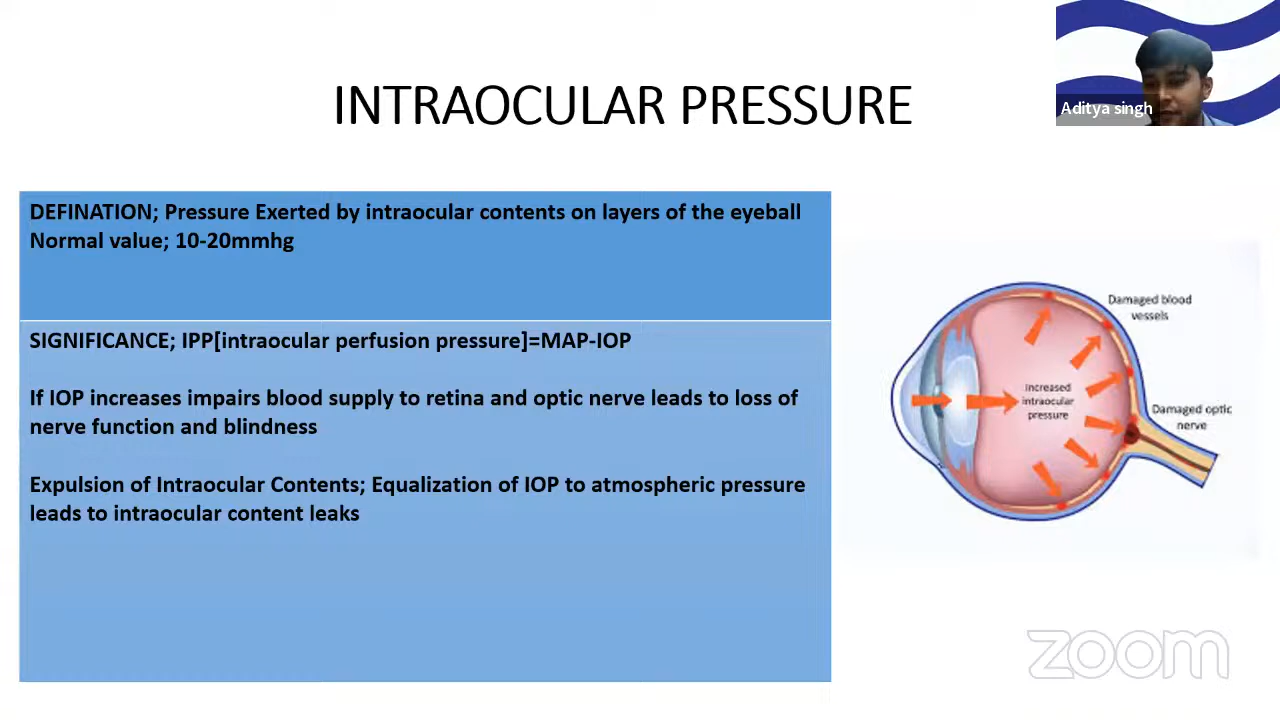 INTRAOCULAR PRESSURE
Aditya singh
DEFINATION; Pressure Exerted by intraocular contents on layers of the eyeball
Normal value; 10-20mmhg
SIGNIFICANCE; IPP[intraocular perfusion pressure]=MAP-IOP
If IOP increases impairs blood supply to retina and optic nerve leads to loss of
nerve function and blindness
Expulsion of Intraocular Contents; Equalization of IOP to atmospheric pressure
leads to intraocular content leaks
Damaged blood
vessels
Increased
intraocular
pressure
Damaged optic
nerve
zoom